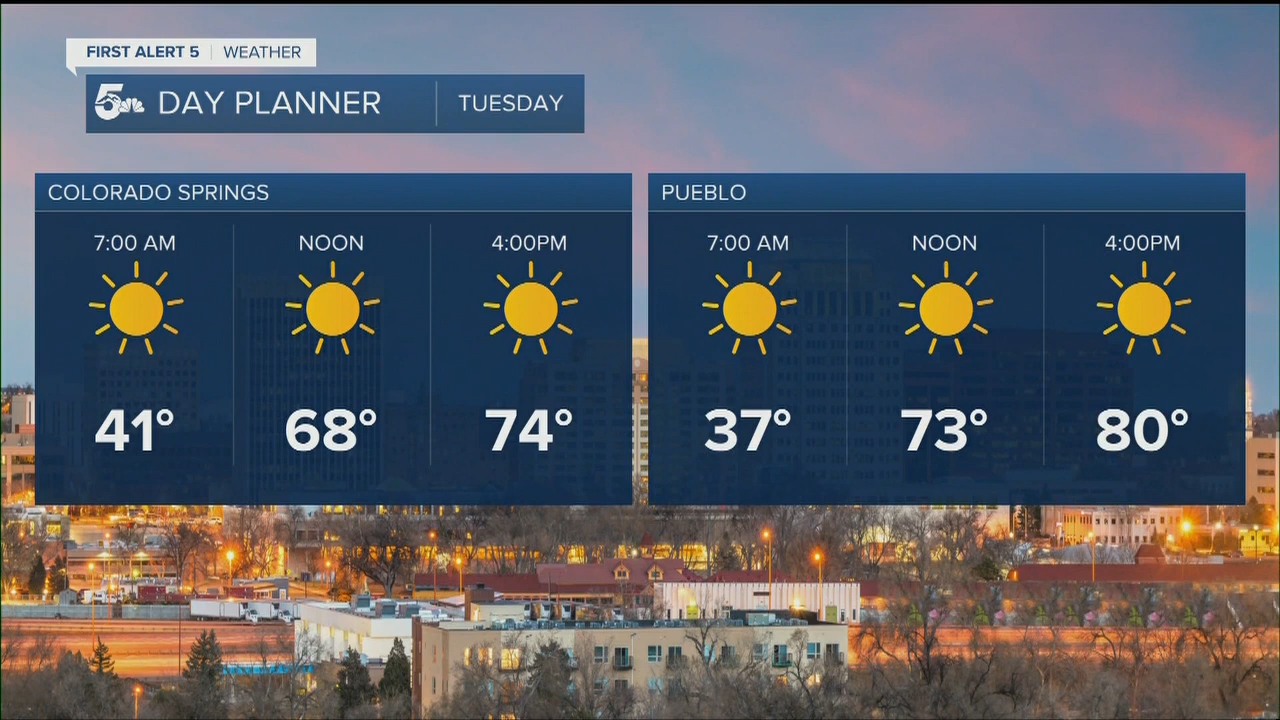 FIRST ALERT 5 | WEATHER
5 DAY PLANNER TUESDAY
COLORADO SPRINGS
7:00 AM NOON 4:00PM
41° 68° 74°
PUEBLO
7:00 AM NOON 4:00PM
37° 73° 80°